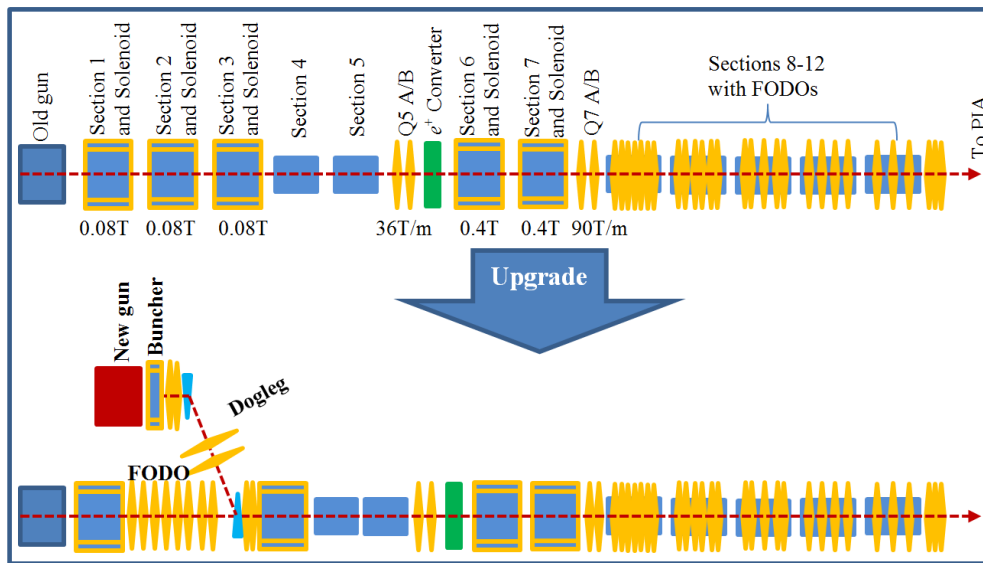 Old gun
Section 1
and Solenoid
Section 2
and Solenoid
Section 3
and Solenoid
Section 4
Section 5
Q5 A/B
e⁺ Converter
Section 6
and Solenoid
Section 7
and Solenoid
Q7 A/B
Sections 8-12
with FODOs
To PIA
0.08T
0.08T
0.08T
36T/m
0.4T
0.4T
90T/m
Upgrade
New gun
Buncher
Dogleg
FODO